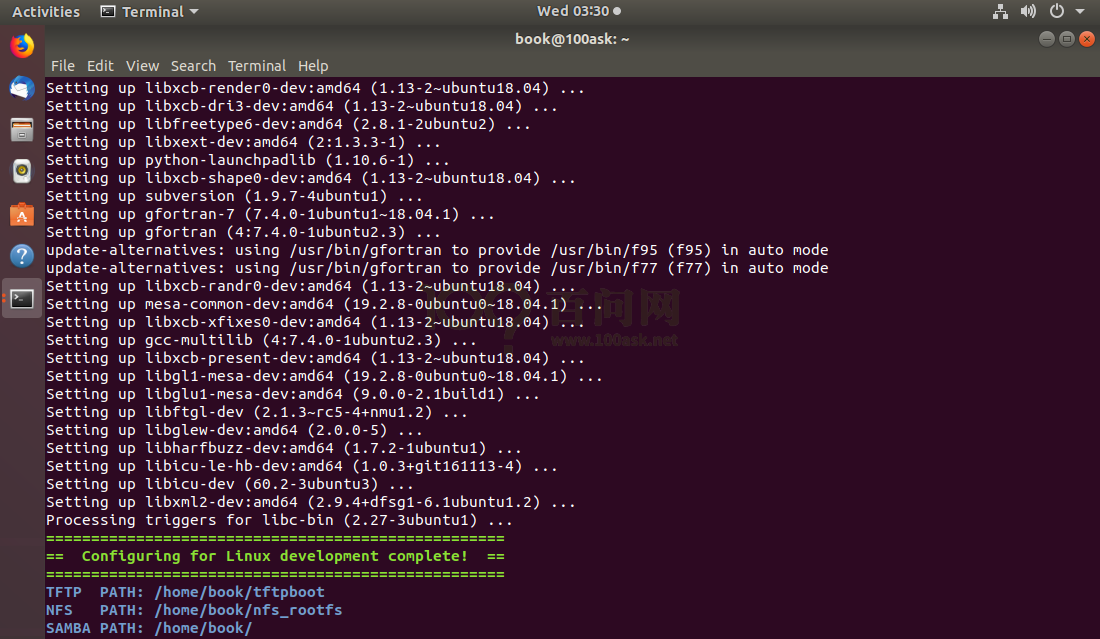 Activities Terminal Wed 03:30
book@100ask: ~
File Edit View Search Terminal Help
Setting up libxcb-render0-dev:amd64 (1.13-2~ubuntu18.04) ...
Setting up libxcb-dri3-dev:amd64 (1.13-2~ubuntu18.04) ...
Setting up libfreetype6-dev:amd64 (2.8.1-2ubuntu2) ...
Setting up libxext-dev:amd64 (2:1.3.3-1) ...
Setting up python-launchpadlib (1.10.6-1) ...
Setting up libxcb-shape0-dev:amd64 (1.13-2~ubuntu18.04) ...
Setting up subversion (1.9.7-4ubuntu1) ...
Setting up gfortran-7 (7.4.0-1ubuntu1~18.04.1) ...
Setting up gfortran (4:7.4.0-1ubuntu2.3) ...
update-alternatives: using /usr/bin/gfortran to provide /usr/bin/f95 (f95) in auto mode
update-alternatives: using /usr/bin/gfortran to provide /usr/bin/f77 (f77) in auto mode
Setting up libxcb-randr0-dev:amd64 (1.13-2~ubuntu18.04) ...
Setting up mesa-common-dev:amd64 (19.2.8-0ubuntu0~18.04.1) ...
Setting up libxcb-xfixes0-dev:amd64 (1.13-2~ubuntu18.04) ...
百问网
Setting up gcc-multilib (4:7.4.0-1ubuntu2.3) ...
www.100ask.net
Setting up libxcb-present-dev:amd64 (1.13-2~ubuntu18.04) ...
Setting up libgl1-mesa-dev:amd64 (19.2.8-0ubuntu0~18.04.1) ...
Setting up libglu1-mesa-dev:amd64 (9.0.0-2.1build1) ...
Setting up libftgl-dev (2.1.3~rc5-4+nmu1.2) ...
Setting up libglew-dev:amd64 (2.0.0-5) ...
Setting up libharfbuzz-dev:amd64 (1.7.2-1ubuntu1) ...
Setting up libicu-le-hb-dev:amd64 (1.0.3+git161113-4) ...
Setting up libicu-dev (60.2-3ubuntu3) ...
Setting up libxml2-dev:amd64 (2.9.4+dfsg1-6.1ubuntu1.2) ...
Processing triggers for libc-bin (2.27-3ubuntu1) ...
===================================================
==  Configuring for Linux development complete!  ==
===================================================
TFTP  PATH: /home/book/tftpboot
NFS   PATH: /home/book/nfs_rootfs
SAMBA PATH: /home/book/